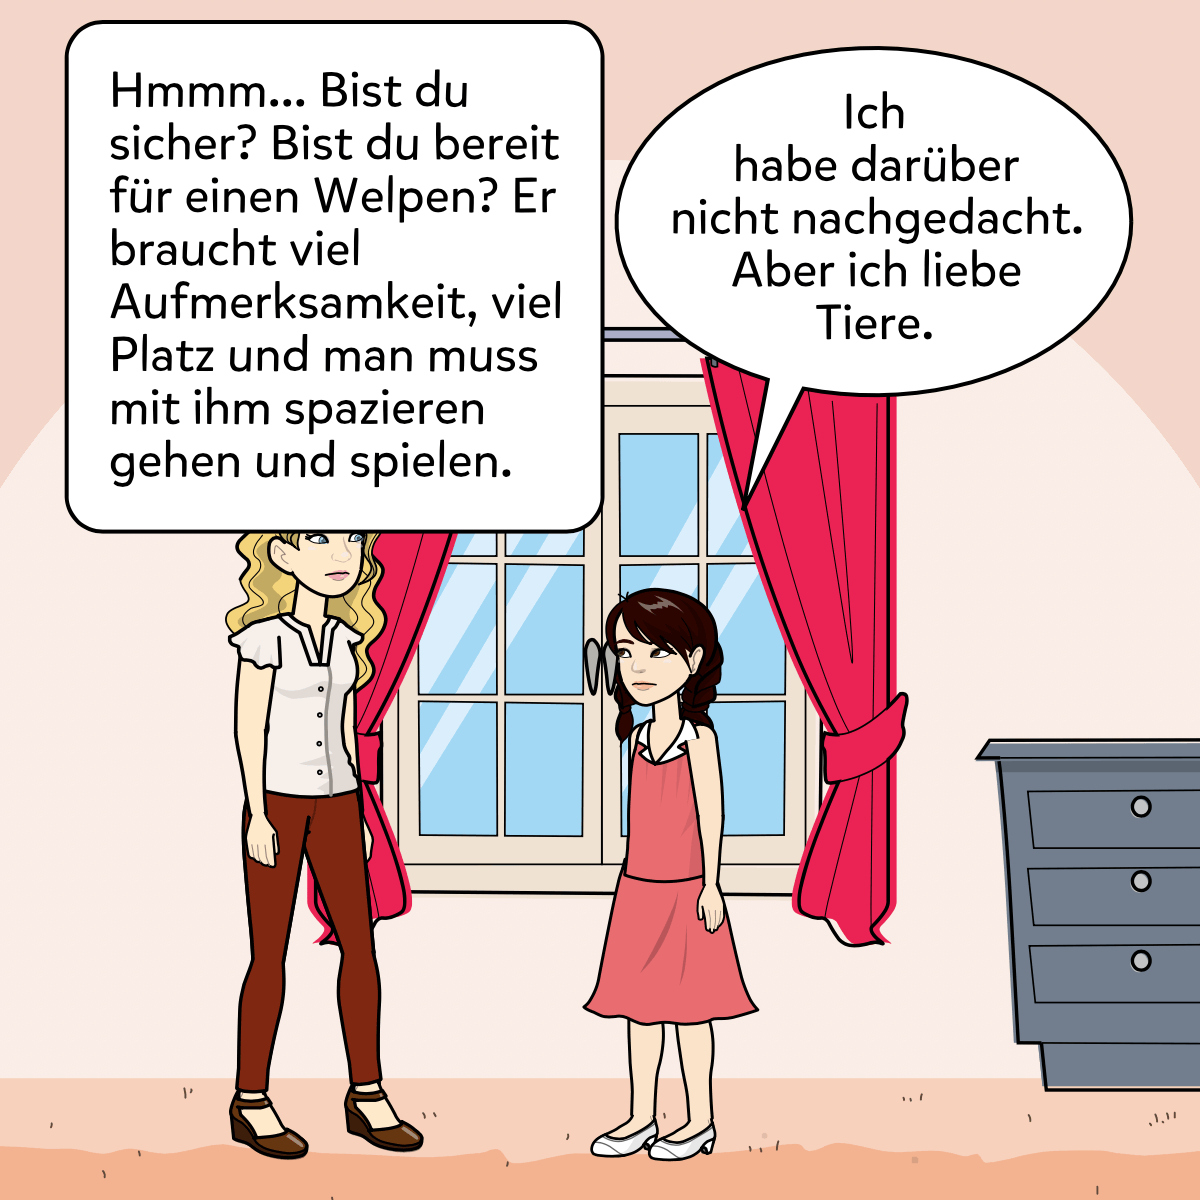 Hmmm... Bist du
sicher? Bist du bereit
für einen Welpen? Er
braucht viel
Aufmerksamkeit, viel
Platz und man muss
mit ihm spazieren
gehen und spielen.
Ich
habe darüber
nicht nachgedacht.
Aber ich liebe
Tiere.